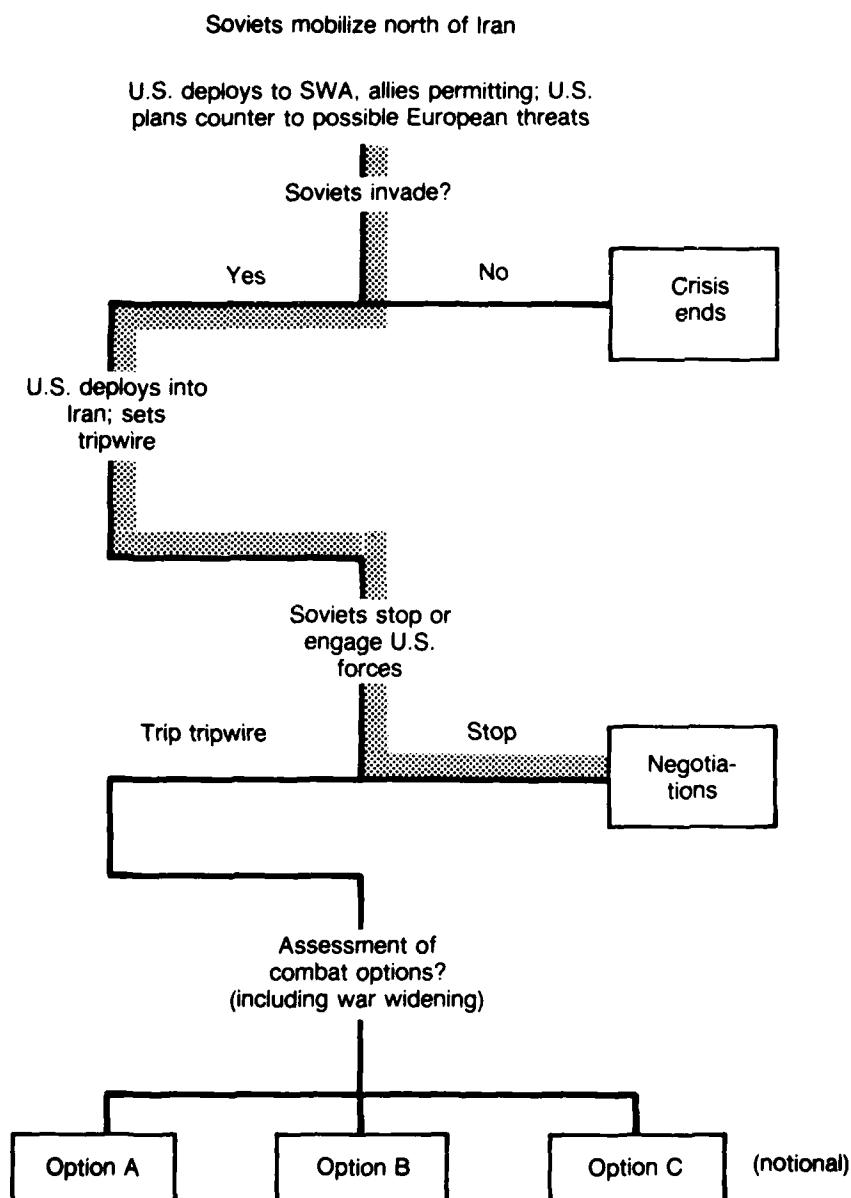 Soviets mobilize north of Iran
U.S. deploys to SWA, allies permitting; U.S.
plans counter to possible European threats
Soviets invade?
Yes
No
Crisis
ends
U.S. deploys into
Iran; sets
tripwire
Soviets stop or
engage U.S.
forces
Trip tripwire
Stop
Negotia-
tions
Assessment of
combat options?
(including war widening)
Option A
Option B
Option C
(notional)